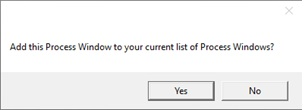 Add this Process Window to your current list of Process Windows?
Yes
No